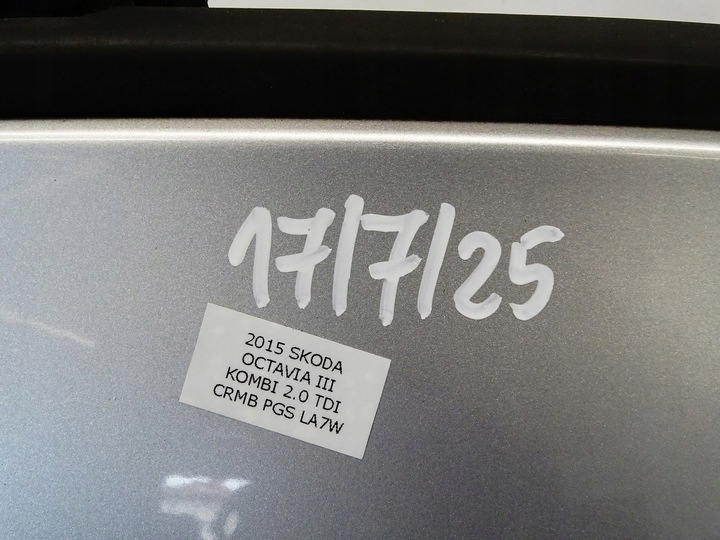 17/7/25
2015 SKODA
OCTAVIA III
KOMBI 2.0 TDI
CRMB PGS LA7W